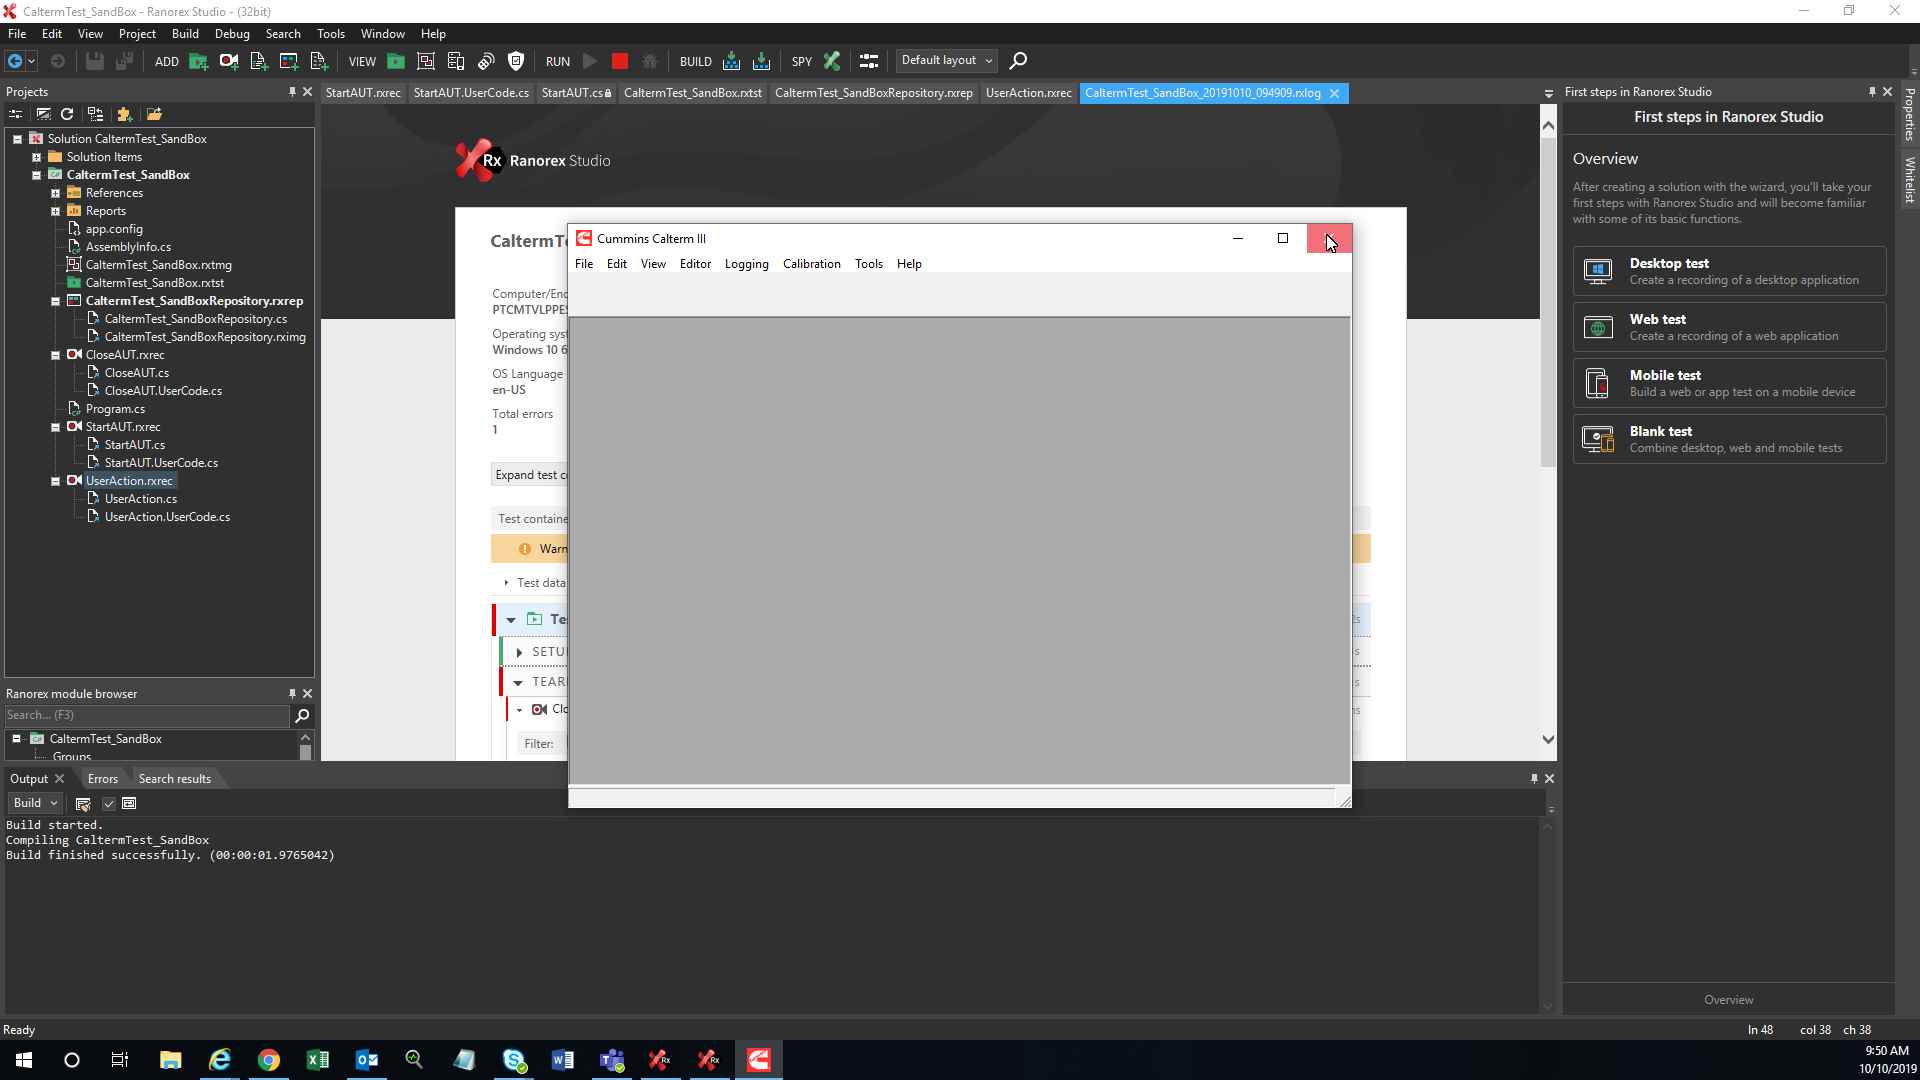 CaltermTest_SandBox - Ranorex Studio - (32bit)
File Edit View Project Build Debug Search Tools Window Help
ADD VIEW RUN BUILD SPY Default layout
Projects
StartAUT.rxrec StartAUT.UserCode.cs StartAUT.cs CaltermTest_SandBox.rxtst CaltermTest_SandBoxRepository.rxrep UserAction.rxrec CaltermTest_SandBox_20191010_094909.rxlog
Solution CaltermTest_SandBox
Solution Items
CaltermTest_SandBox
References
Reports
app.config
AssemblyInfo.cs
CaltermTest_SandBox.rxtmg
CaltermTest_SandBox.rxtst
CaltermTest_SandBoxRepository.rxrep
CaltermTest_SandBoxRepository.cs
CaltermTest_SandBoxRepository.rximg
CloseAUT.rxrec
CloseAUT.cs
CloseAUT.UserCode.cs
Program.cs
StartAUT.rxrec
StartAUT.cs
StartAUT.UserCode.cs
UserAction.rxrec
UserAction.cs
UserAction.UserCode.cs
Ranorex module browser
Search... (F3)
CaltermTest_SandBox
Groups
Rx Ranorex Studio
CaltermT
Computer/En
PTCMTVLPPES
Operating syst
Windows 10 6
OS Language
en-US
Total errors
1
Expand test c
Test containe
Warn
Test data
Te
SETU
TEAR
Clo
Filter:
Cummins Calterm III
File Edit View Editor Logging Calibration Tools Help
First steps in Ranorex Studio
First steps in Ranorex Studio
Overview
After creating a solution with the wizard, you'll take your
first steps with Ranorex Studio and will become familiar
with some of its basic functions.
Desktop test
Create a recording of a desktop application
Web test
Create a recording of a web application
Mobile test
Build a web or app test on a mobile device
Blank test
Combine desktop, web and mobile tests
Overview
Properties
Whitelist
Output Errors Search results
Build
Build started.
Compiling CaltermTest_SandBox
Build finished successfully. (00:00:01.9765042)
Ready
ln 48 col 38 ch 38
9:50 AM
10/10/2019